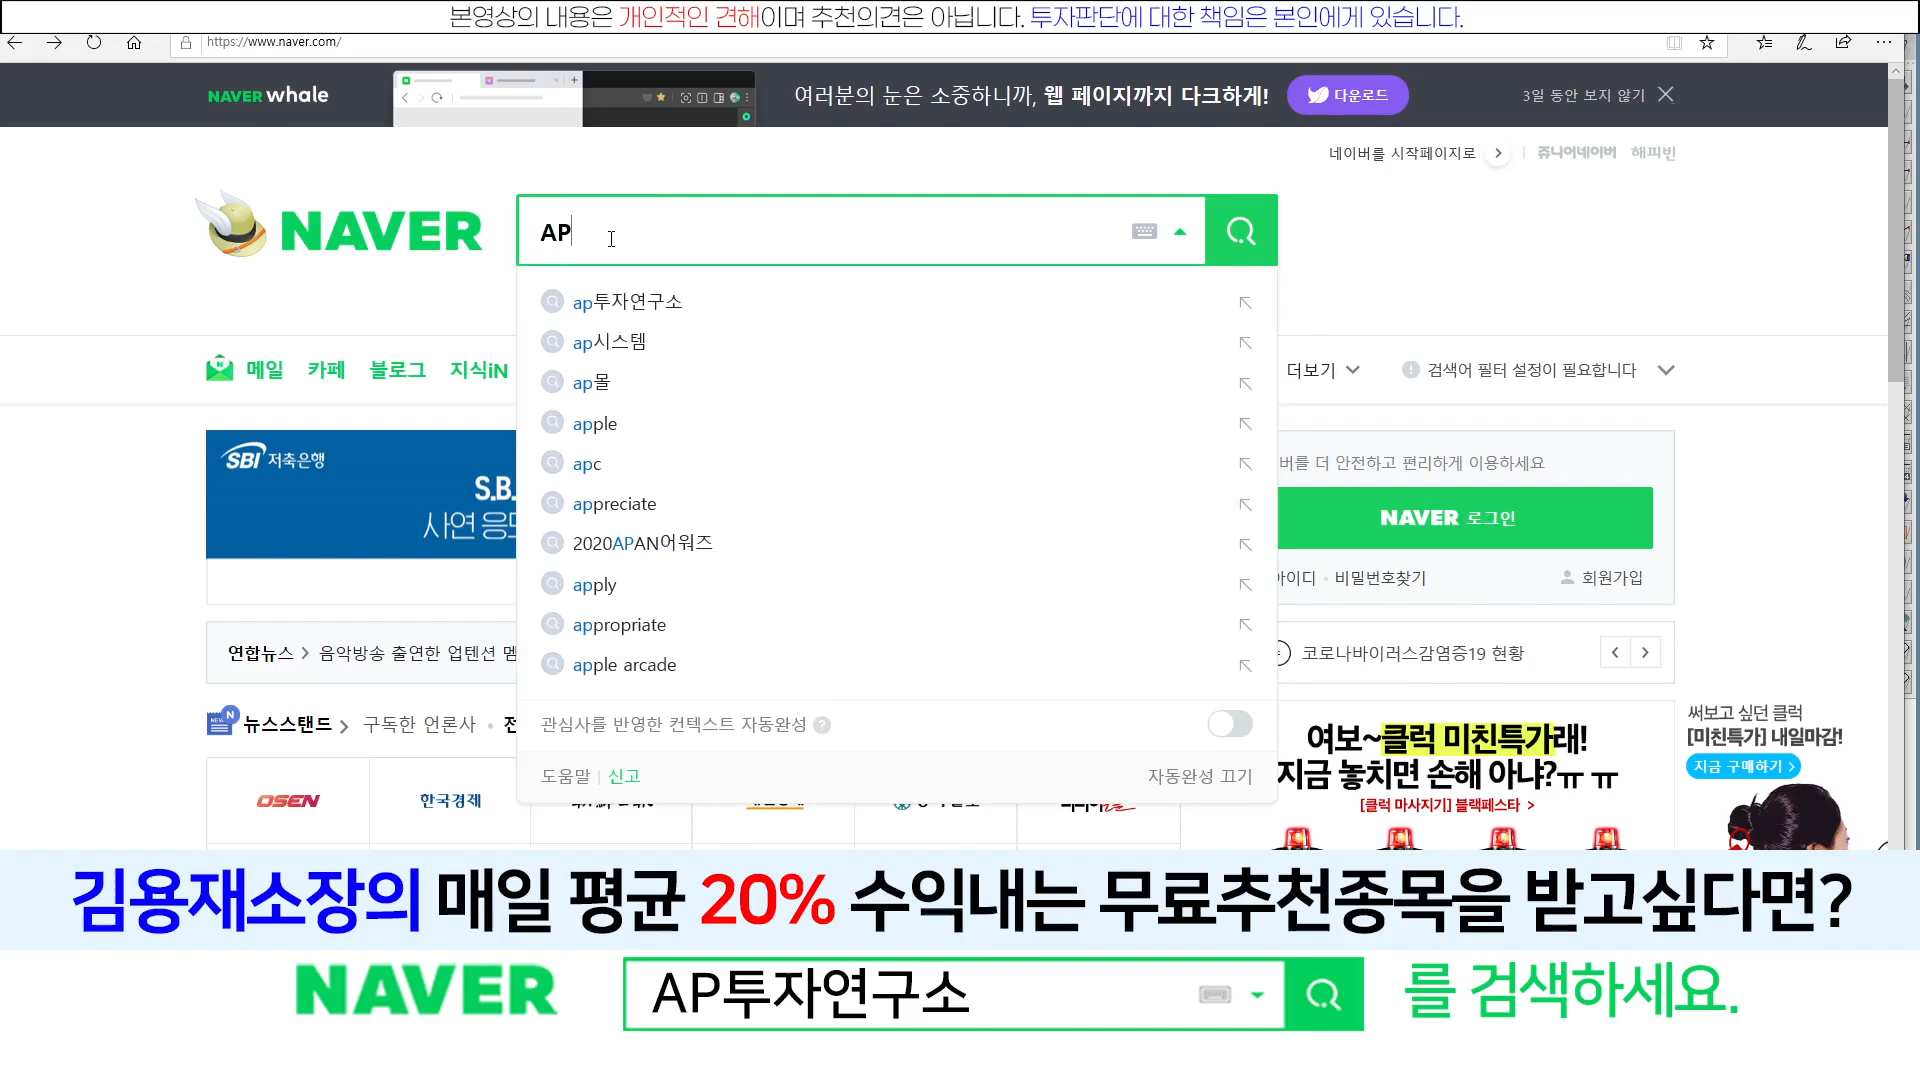 본영상의 내용은 개인적인 견해이며 추천의견은 아닙니다. 투자판단에 대한 책임은 본인에게 있습니다.
https://www.naver.com/
NAVER whale
여러분의 눈은 소중하니까, 웹 페이지까지 다크하게!
다운로드
3일 동안 보지 않기
네이버를 시작페이지로
쥬니어네이버 해피빈
NAVER
AP
ap투자연구소
ap시스템
ap몰
apple
apc
appreciate
2020APAN어워즈
apply
appropriate
apple arcade
관심사를 반영한 컨텍스트 자동완성 ?
도움말 | 신고
자동완성 끄기
메일 카페 블로그 지식iN
더보기
검색어 필터 설정이 필요합니다
SBI 저축은행
S.B.
사연 응모
버를 더 안전하고 편리하게 이용하세요
NAVER 로그인
아이디 · 비밀번호찾기
회원가입
연합뉴스 > 음악방송 출연한 업텐션 멤
코로나바이러스감염증19 현황
뉴스스탠드 > 구독한 언론사 · 전
OSEN
한국경제
여보~클럭 미친특가래!
지금 놓치면 손해 아냐?ㅠㅠ
[클럭 마사지기] 블랙페스타 >
써보고 싶던 클럭
[미친특가] 내일마감!
지금 구매하기 >
김용재소장의 매일 평균 20% 수익내는 무료추천종목을 받고싶다면?
NAVER
AP투자연구소
를 검색하세요.